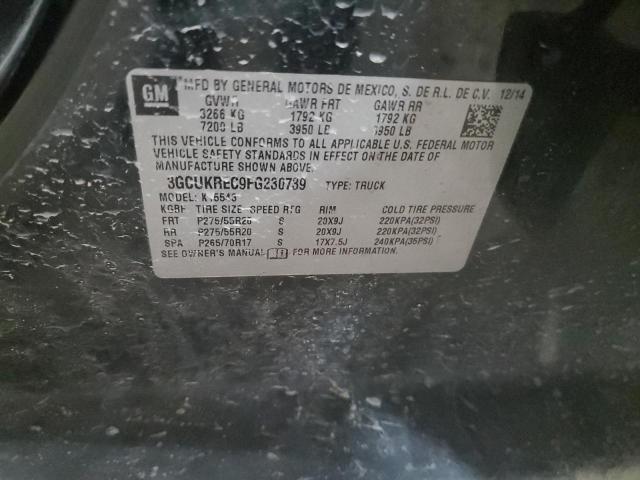 GM MFD BY GENERAL MOTORS DE MEXICO, S. DE R.L. DE C.V. 12/14
GVWR GAWR FRT GAWR RR
3266 KG 1792 KG 1792 KG
7200 LB 3950 LB 3950 LB
THIS VEHICLE CONFORMS TO ALL APPLICABLE U.S. FEDERAL MOTOR
VEHICLE SAFETY STANDARDS IN EFFECT ON THE DATE OF
MANUFACTURE SHOWN ABOVE.
3GCUKREC9FG230739 TYPE: TRUCK
MODEL:
TIRE SIZE SPEED RTG RIM COLD TIRE PRESSURE
FRT P275/55R20 S 20X9J 220KPA(32PSI)
RR P275/55R20 S 20X9J 220KPA(32PSI)
SPA P265/70R17 S 17X7.5J 240KPA(35PSI)
SEE OWNER'S MANUAL FOR MORE INFORMATION.